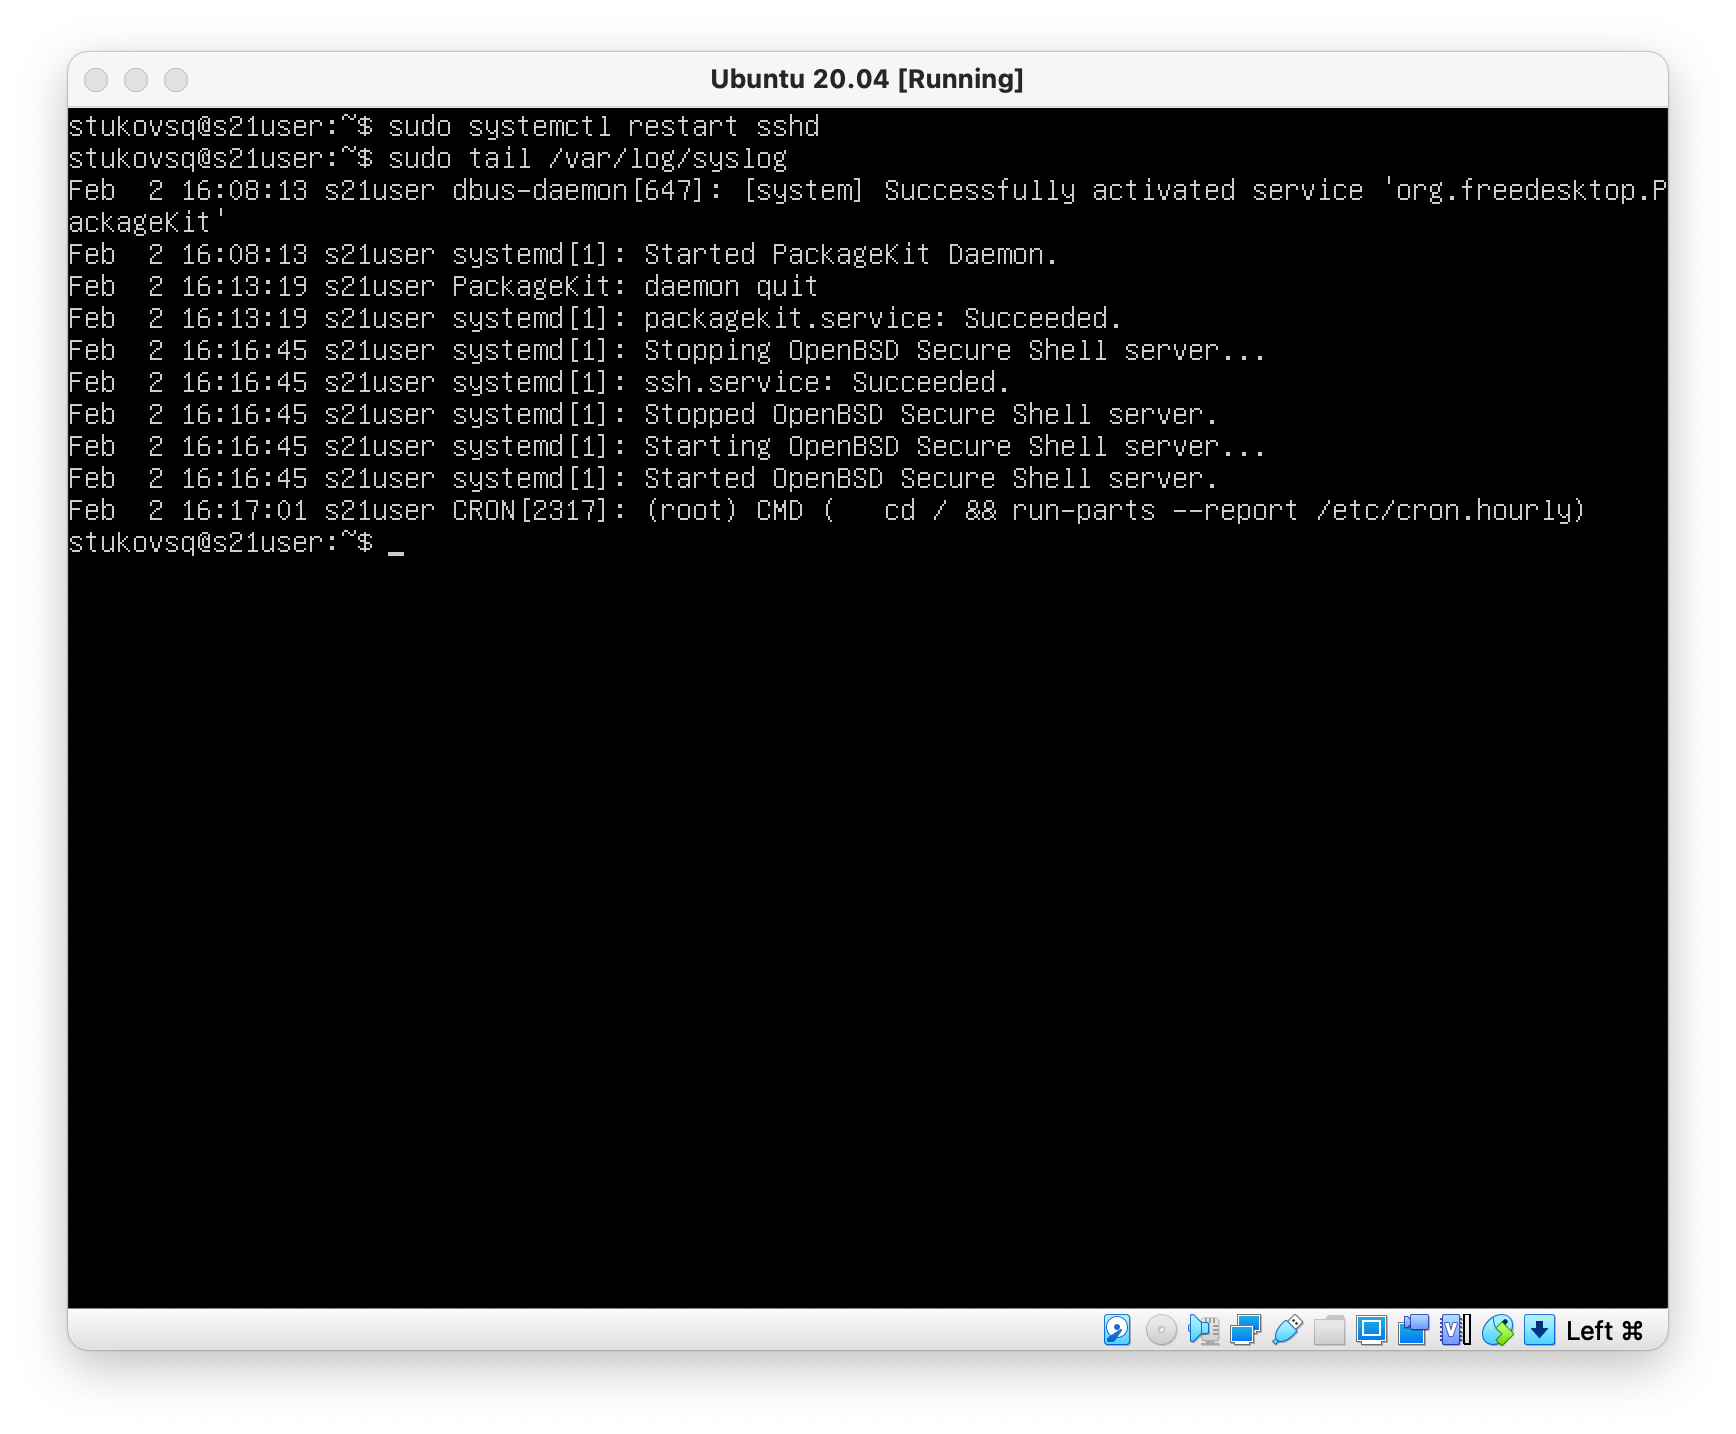 Ubuntu 20.04 [Running]
stukovsq@s21user:~$ sudo systemctl restart sshd
stukovsq@s21user:~$ sudo tail /var/log/syslog
Feb  2 16:08:13 s21user dbus-daemon[647]: [system] Successfully activated service 'org.freedesktop.P
ackageKit'
Feb  2 16:08:13 s21user systemd[1]: Started PackageKit Daemon.
Feb  2 16:13:19 s21user PackageKit: daemon quit
Feb  2 16:13:19 s21user systemd[1]: packagekit.service: Succeeded.
Feb  2 16:16:45 s21user systemd[1]: Stopping OpenBSD Secure Shell server...
Feb  2 16:16:45 s21user systemd[1]: ssh.service: Succeeded.
Feb  2 16:16:45 s21user systemd[1]: Stopped OpenBSD Secure Shell server.
Feb  2 16:16:45 s21user systemd[1]: Starting OpenBSD Secure Shell server...
Feb  2 16:16:45 s21user systemd[1]: Started OpenBSD Secure Shell server.
Feb  2 16:17:01 s21user CRON[2317]: (root) CMD (   cd / && run-parts --report /etc/cron.hourly)
stukovsq@s21user:~$ _
Left ⌘